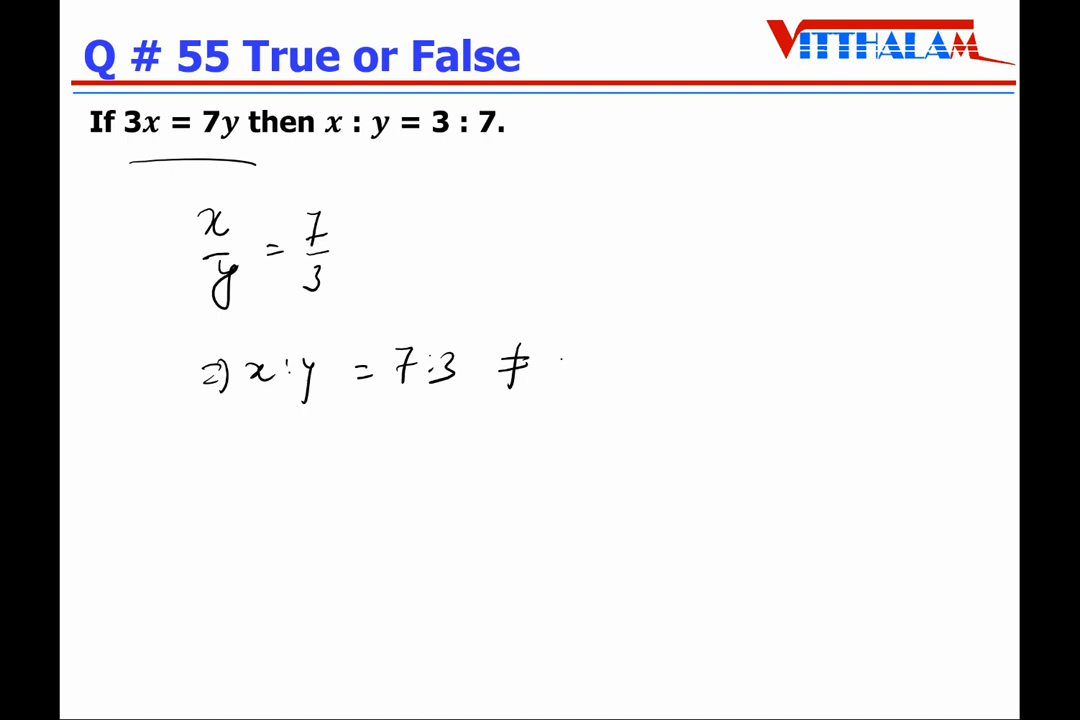 Q # 55 True or False
VITTHALAM
If 3x = 7y then x : y = 3 : 7.
x/y = 7/3
⇒ x : y = 7 : 3 ≠